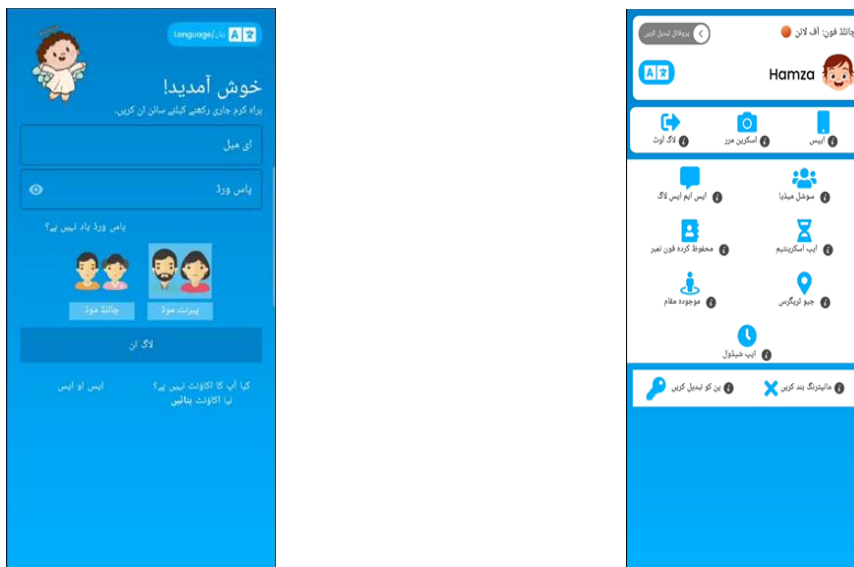 Language/زبان
خوش آمدید!
براہ کرم جاری رکھنے کیلئے سائن ان کریں۔
ای میل
پاس ورڈ
پاس ورڈ یاد نہیں ہے؟
پیرنٹ موڈ
چائلڈ موڈ
لاگ ان
کیا آپ کا اکاؤنٹ نہیں ہے؟
نیا اکاؤنٹ بنائیں
ایس او ایس
چائلڈ فون: آف لائن
پروفائل تبدیل کریں
Hamza
ایپس
اسکرین مرر
لاگ آوٹ
سوشل میڈیا
ایس ایم ایس لاگ
ایپ اسکرینٹیم
محفوظ کردہ فون نمبر
جیو ٹریگرس
موجودہ مقام
ایپ شیڈول
مانیٹرنگ بند کریں
پن کو تبدیل کریں